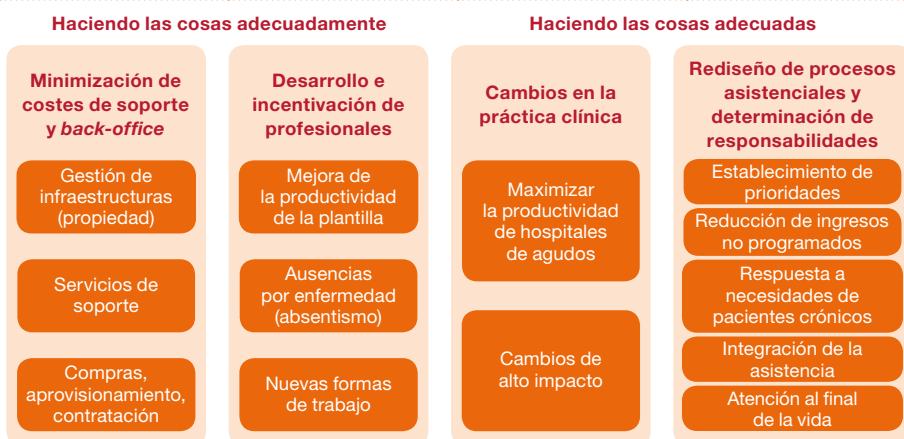 Haciendo las cosas adecuadamente
Minimización de
costes de soporte
y back-office
Gestión de
infraestructuras
(propiedad)
Servicios de
soporte
Compras,
aprovisionamiento,
contratación
Desarrollo e
incentivación de
profesionales
Mejora de
la productividad
de la plantilla
Ausencias
por enfermedad
(absentismo)
Nuevas formas
de trabajo
Haciendo las cosas adecuadas
Cambios en la
práctica clínica
Maximizar
la productividad
de hospitales
de agudos
Cambios de
alto impacto
Rediseño de procesos
asistenciales y
determinación de
responsabilidades
Establecimiento de
prioridades
Reducción de ingresos
no programados
Respuesta a
necesidades de
pacientes crónicos
Integración de la
asistencia
Atención al final
de la vida